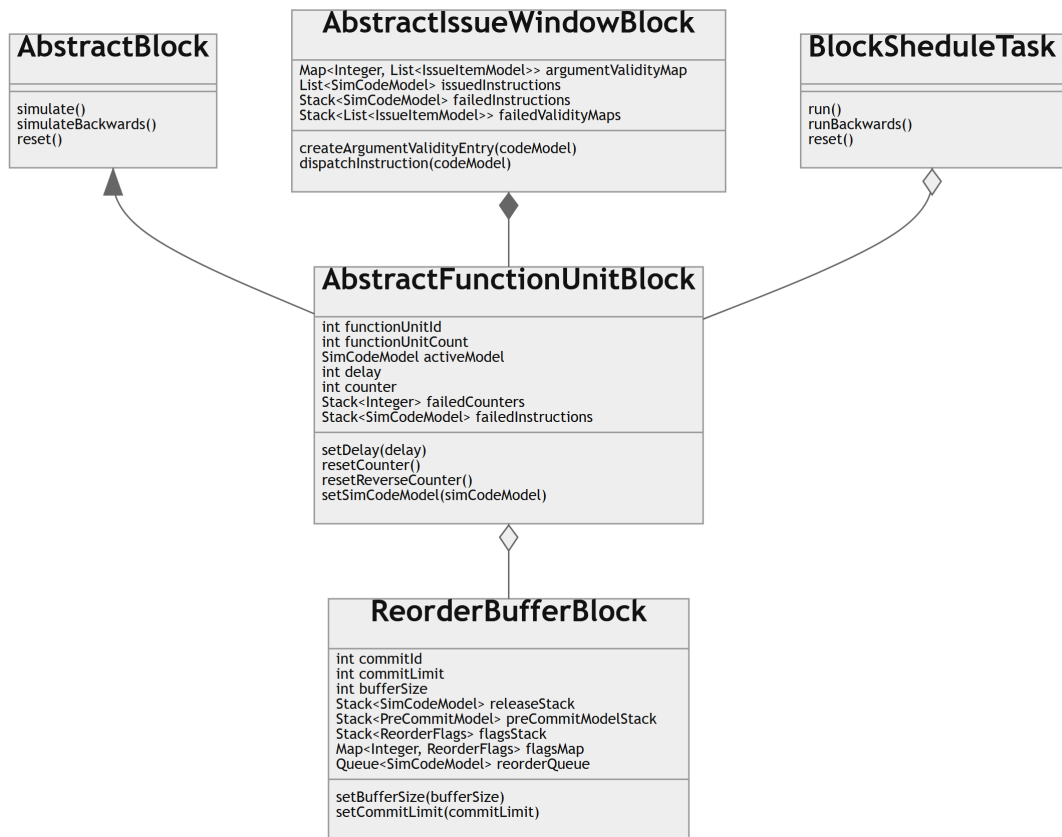 AbstractBlock
simulate()
simulateBackwards()
reset()
AbstractIssueWindowBlock
Map<Integer, List<IssueItemModel>> argumentValidityMap
List<SimCodeModel> issuedInstructions
Stack<SimCodeModel> failedInstructions
Stack<List<IssueItemModel>> failedValidityMaps
createArgumentValidityEntry(codeModel)
dispatchInstruction(codeModel)
BlockSheduleTask
run()
runBackwards()
reset()
AbstractFunctionUnitBlock
int functionUnitId
int functionUnitCount
SimCodeModel activeModel
int delay
int counter
Stack<Integer> failedCounters
Stack<SimCodeModel> failedInstructions
setDelay(delay)
resetCounter()
resetReverseCounter()
setSimCodeModel(simCodeModel)
ReorderBufferBlock
int commitId
int commitLimit
int bufferSize
Stack<SimCodeModel> releaseStack
Stack<PreCommitModel> preCommitModelStack
Stack<ReorderFlags> flagsStack
Map<Integer, ReorderFlags> flagsMap
Queue<SimCodeModel> reorderQueue
setBufferSize(bufferSize)
setCommitLimit(commitLimit)